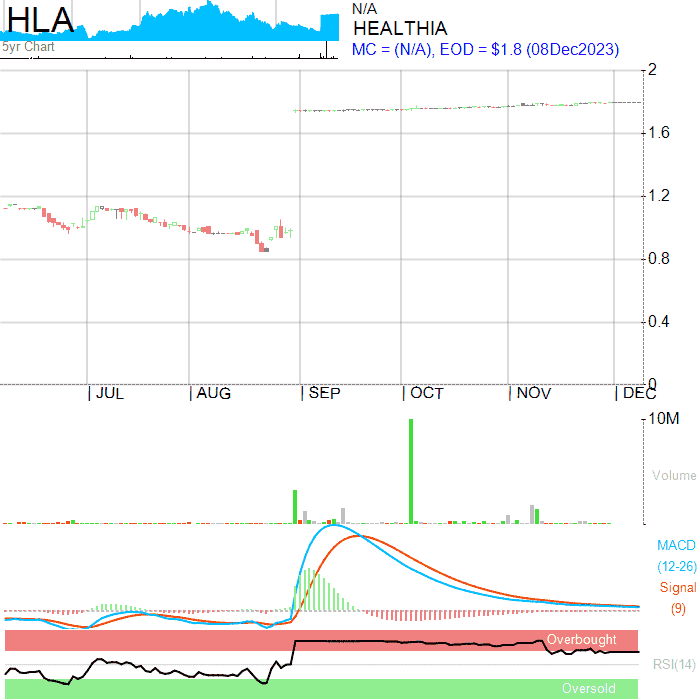 HLA
5yr Chart
N/A
HEALTHIA
MC = (N/A), EOD = $1.8 (08Dec2023)
2
1.6
1.2
0.8
0.4
0
JUL AUG SEP OCT NOV DEC
10M
Volume
MACD
(12-26)
Signal
(9)
Overbought
RSI(14)
Oversold